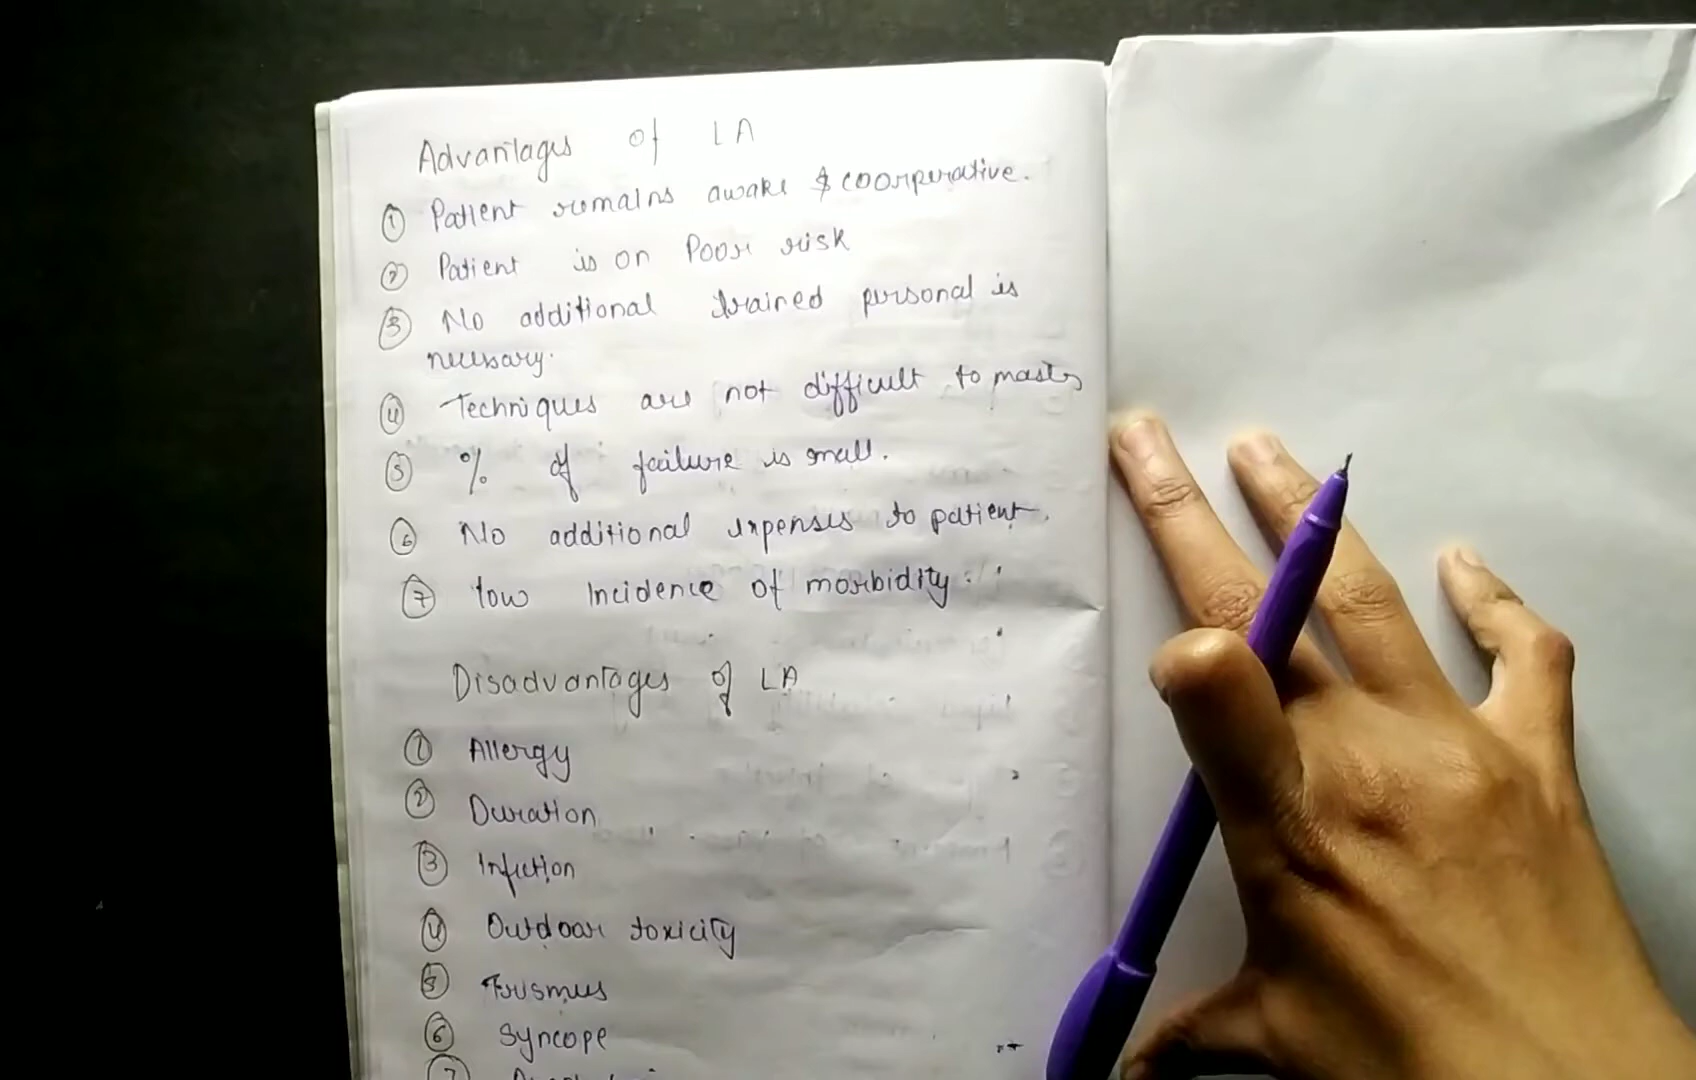 Advantages of LA
① Patient remains awake & coorperative.
② Patient is on Poor risk
③ No additional trained personal is
necessary.
④ Techniques are not difficult to master
⑤ % of failure is small.
⑥ No additional expenses to patient.
⑦ low Incidence of morbidity.
Disadvantages of LA
① Allergy
② Duration
③ Infection
④ Outdoor toxicity
⑤ Trismus
⑥ Syncope
⑦